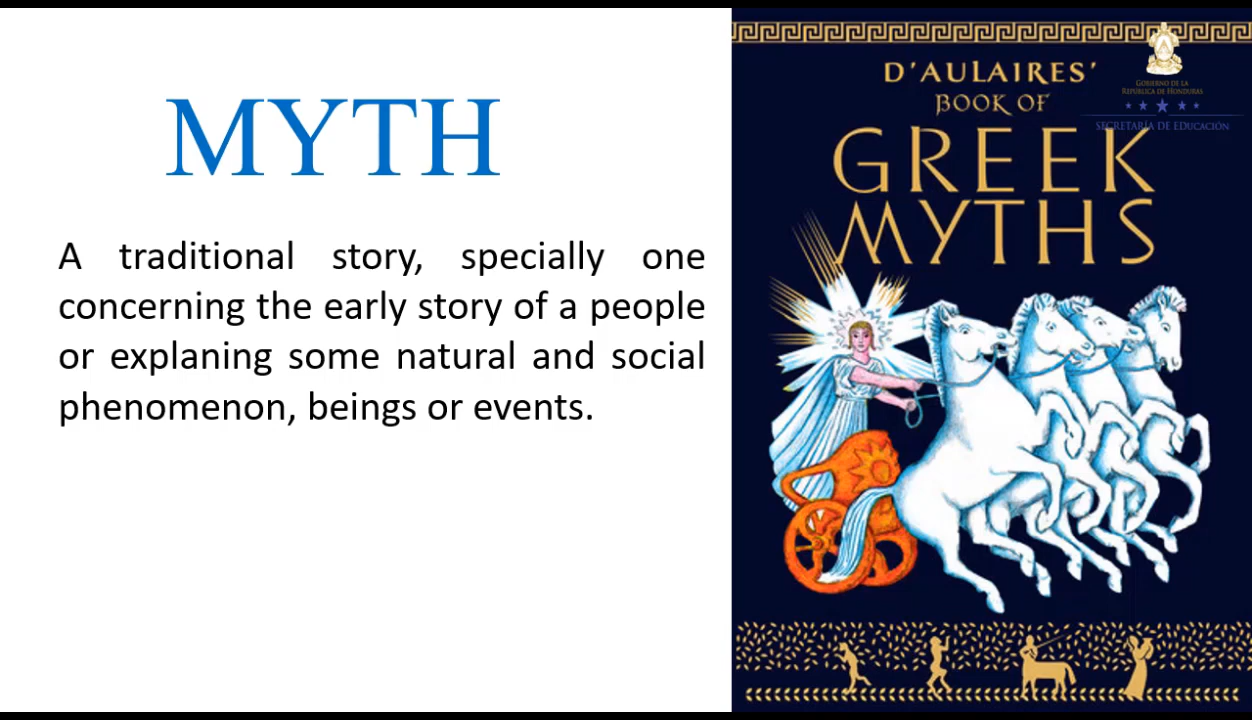 MYTH
A traditional story, specially one
concerning the early story of a people
or explaning some natural and social
phenomenon, beings or events.
D'AULAIRES'
BOOK OF
GREEK
MYTHS
GOBIERNO DE LA
REPÚBLICA DE HONDURAS
SECRETARÍA DE EDUCACIÓN